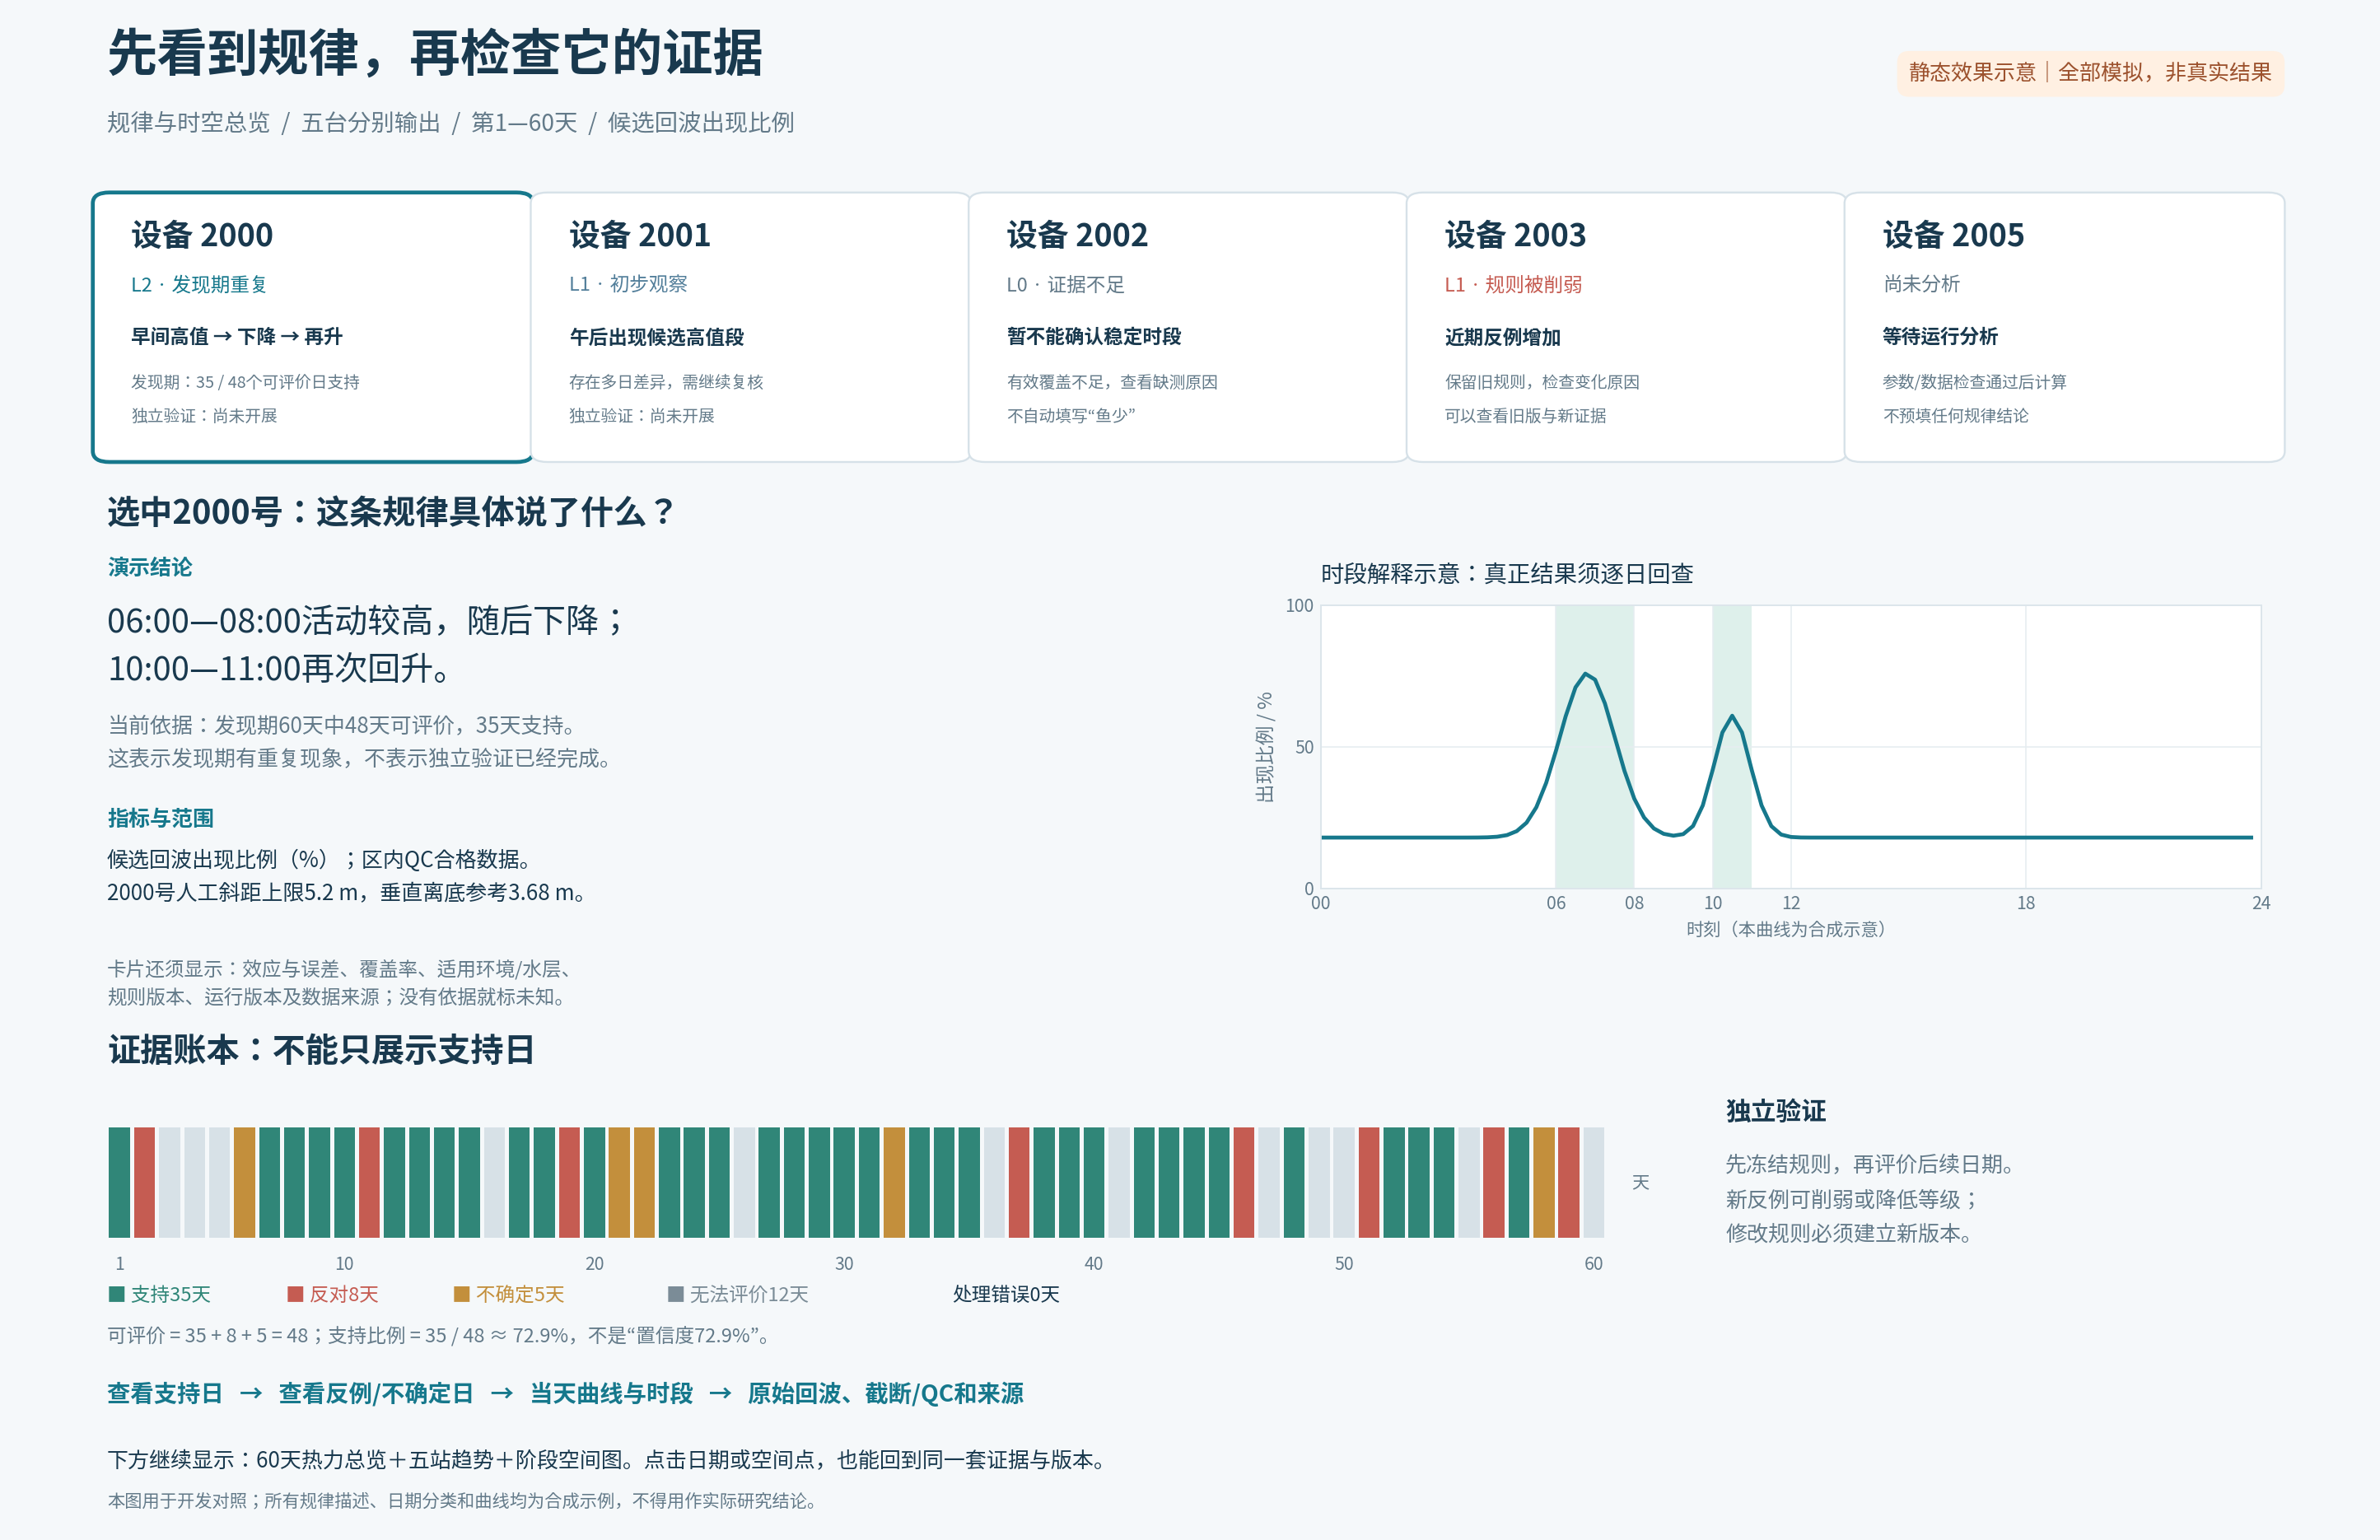 先看到规律，再检查它的证据
静态效果示意｜全部模拟，非真实结果
规律与时空总览 / 五台分别输出 / 第1—60天 / 候选回波出现比例
设备 2000
L2 · 发现期重复
早间高值 → 下降 → 再升
发现期：35 / 48个可评价日支持
独立验证：尚未开展
设备 2001
L1 · 初步观察
午后出现候选高值段
存在多日差异，需继续复核
独立验证：尚未开展
设备 2002
L0 · 证据不足
暂不能确认稳定时段
有效覆盖不足，查看缺测原因
不自动填写“鱼少”
设备 2003
L1 · 规则被削弱
近期反例增加
保留旧规则，检查变化原因
可以查看旧版与新证据
设备 2005
尚未分析
等待运行分析
参数/数据检查通过后计算
不预填任何规律结论
选中2000号：这条规律具体说了什么？
演示结论
06:00—08:00活动较高，随后下降；
10:00—11:00再次回升。
当前依据：发现期60天中48天可评价，35天支持。
这表示发现期有重复现象，不表示独立验证已经完成。
指标与范围
候选回波出现比例（%）；区内QC合格数据。
2000号人工斜距上限5.2 m，垂直离底参考3.68 m。
卡片还须显示：效应与误差、覆盖率、适用环境/水层、
规则版本、运行版本及数据来源；没有依据就标未知。
时段解释示意：真正结果须逐日回查
出现比例 / %
100
50
0
00 06 08 10 12 18 24
时刻（本曲线为合成示意）
证据账本：不能只展示支持日
天
1 10 20 30 40 50 60
支持35天 反对8天 不确定5天 无法评价12天 处理错误0天
可评价 = 35 + 8 + 5 = 48；支持比例 = 35 / 48 ≈ 72.9%，不是“置信度72.9%”。
独立验证
先冻结规则，再评价后续日期。
新反例可削弱或降低等级；
修改规则必须建立新版本。
查看支持日 → 查看反例/不确定日 → 当天曲线与时段 → 原始回波、截断/QC和来源
下方继续显示：60天热力总览＋五站趋势＋阶段空间图。点击日期或空间点，也能回到同一套证据与版本。
本图用于开发对照；所有规律描述、日期分类和曲线均为合成示例，不得用作实际研究结论。